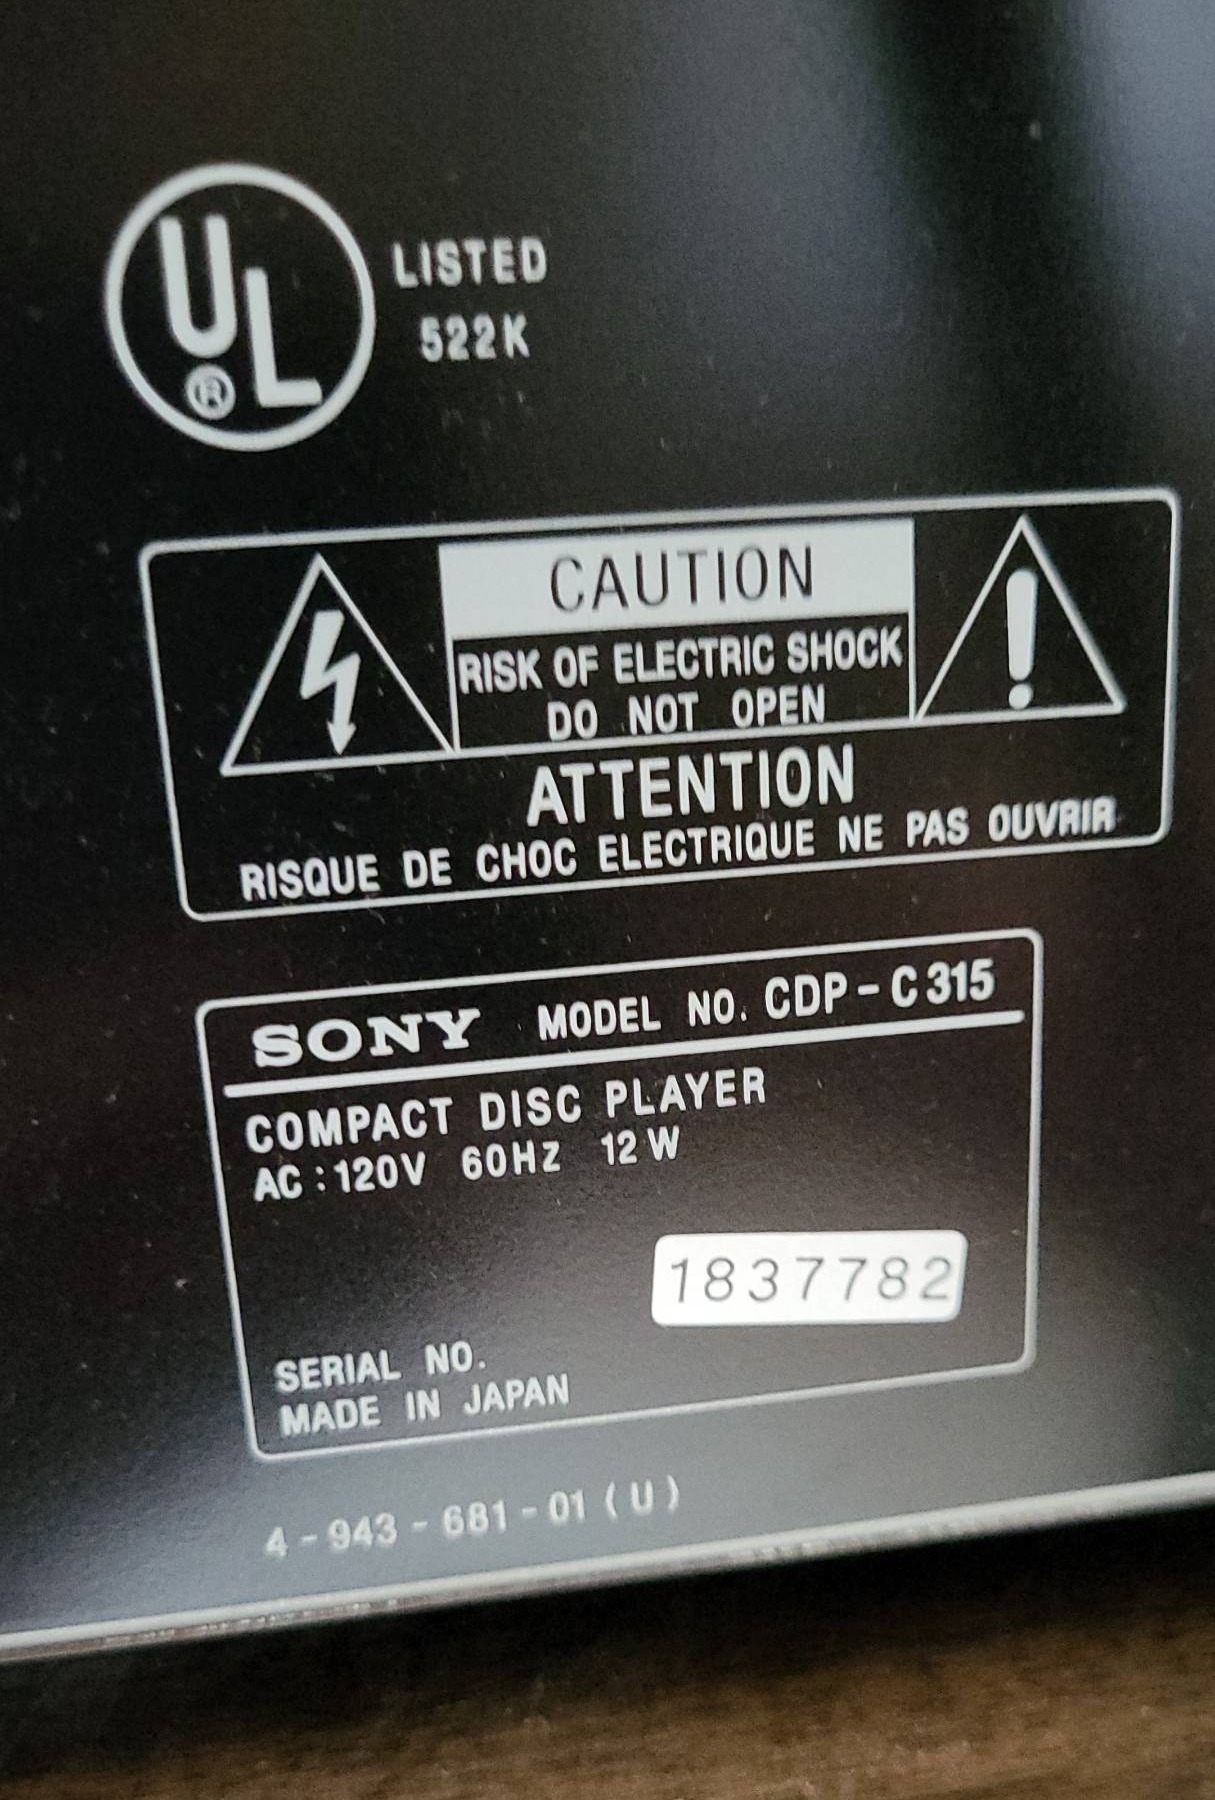 UL
®
LISTED
522K
CAUTION
RISK OF ELECTRIC SHOCK
DO NOT OPEN
ATTENTION
RISQUE DE CHOC ELECTRIQUE NE PAS OUVRIR
SONY MODEL NO. CDP-C315
COMPACT DISC PLAYER
AC:120V 60HZ 12W
1837782
SERIAL NO.
MADE IN JAPAN
4-943-681-01(U)